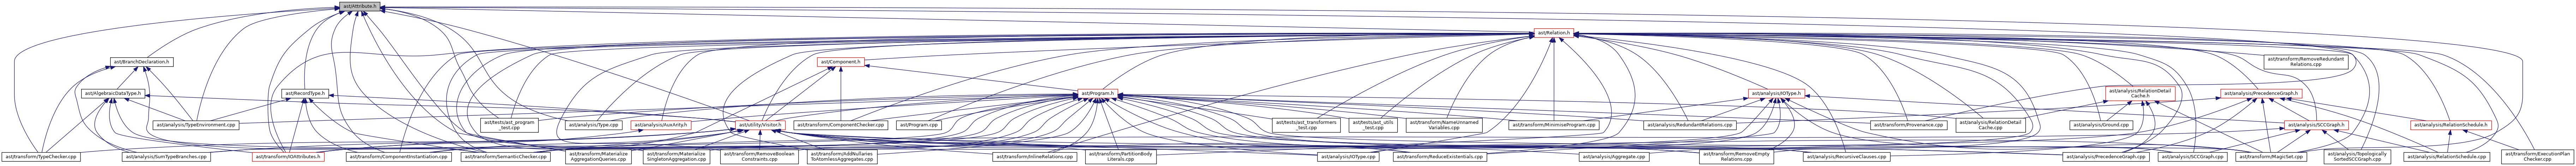 ast/Attribute.h
ast/Relation.h
ast/BranchDeclaration.h
ast/Component.h
ast/transform/RemoveRedundant
Relations.cpp
ast/AlgebraicDataType.h
ast/RecordType.h
ast/Program.h
ast/analysis/IOType.h
ast/analysis/RelationDetail
Cache.h
ast/analysis/PrecedenceGraph.h
ast/analysis/TypeEnvironment.cpp
ast/tests/ast_program
_test.cpp
ast/analysis/Type.cpp
ast/analysis/AuxArity.h
ast/utility/Visitor.h
ast/transform/ComponentChecker.cpp
ast/Program.cpp
ast/tests/ast_transformers
_test.cpp
ast/tests/ast_utils
_test.cpp
ast/transform/NameUnnamed
Variables.cpp
ast/transform/MinimiseProgram.cpp
ast/analysis/RedundantRelations.cpp
ast/transform/Provenance.cpp
ast/analysis/RelationDetail
Cache.cpp
ast/analysis/Ground.cpp
ast/analysis/SCCGraph.h
ast/analysis/RelationSchedule.h
ast/transform/TypeChecker.cpp
ast/analysis/SumTypeBranches.cpp
ast/transform/IOAttributes.h
ast/transform/ComponentInstantiation.cpp
ast/transform/SemanticChecker.cpp
ast/transform/Materialize
AggregationQueries.cpp
ast/transform/Materialize
SingletonAggregation.cpp
ast/transform/RemoveBoolean
Constraints.cpp
ast/transform/AddNullaries
ToAtomlessAggregates.cpp
ast/transform/InlineRelations.cpp
ast/transform/PartitionBody
Literals.cpp
ast/analysis/IOType.cpp
ast/transform/ReduceExistentials.cpp
ast/analysis/Aggregate.cpp
ast/transform/RemoveEmpty
Relations.cpp
ast/analysis/RecursiveClauses.cpp
ast/analysis/PrecedenceGraph.cpp
ast/analysis/SCCGraph.cpp
ast/transform/MagicSet.cpp
ast/analysis/Topologically
SortedSCCGraph.cpp
ast/analysis/RelationSchedule.cpp
ast/transform/ExecutionPlan
Checker.cpp